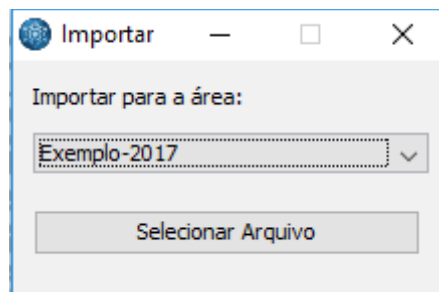 Importar
Importar para a área:
Exemplo-2017
Selecionar Arquivo